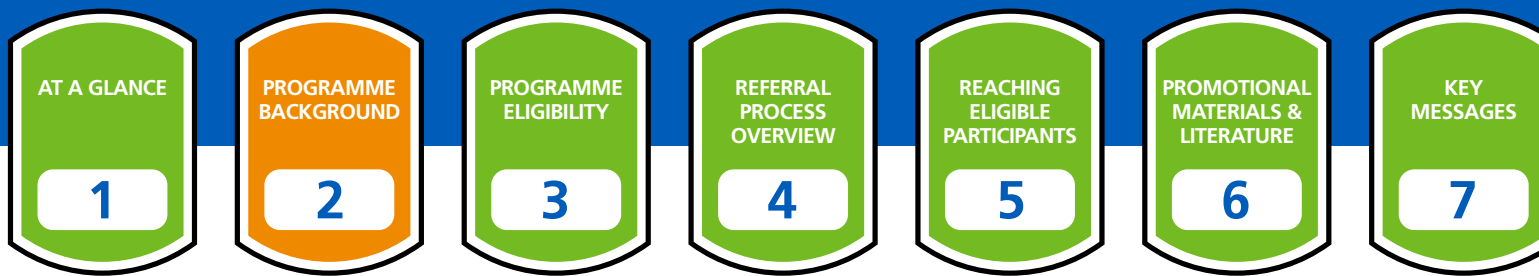 AT A GLANCE
1
PROGRAMME
BACKGROUND
2
PROGRAMME
ELIGIBILITY
3
REFERRAL
PROCESS
OVERVIEW
4
REACHING
ELIGIBLE
PARTICIPANTS
5
PROMOTIONAL
MATERIALS &
LITERATURE
6
KEY
MESSAGES
7